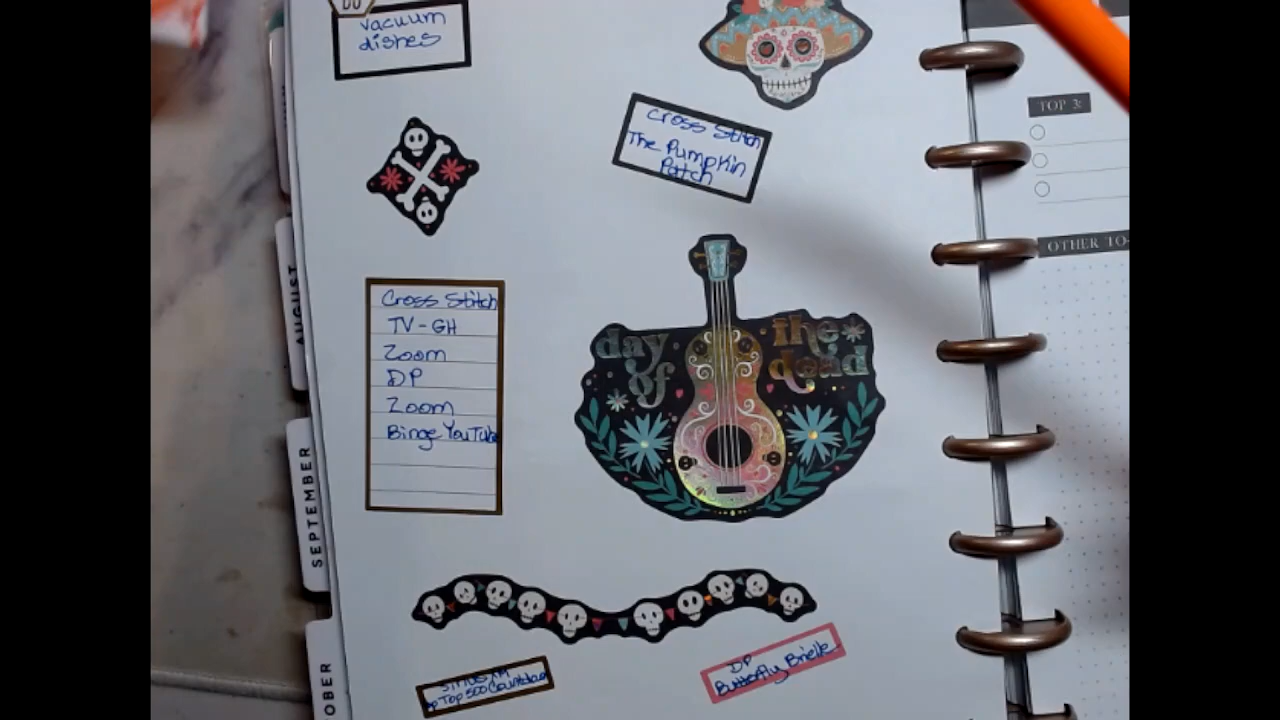 vacuum
dishes
Cross Stitch
The Pumpkin
Patch
TOP 3:
OTHER TO-
AUGUST
Cross Stitch
TV-GH
Zoom
DP
Zoom
Binge YouTube
day
of
the
dead
SEPTEMBER
OBER
DP
Butterfly Brielle
Top 500 Countdown